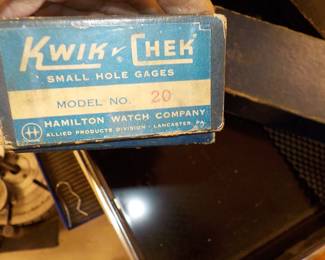 KWIK-CHEK
SMALL HOLE GAGES
MODEL NO. 20
HAMILTON WATCH COMPANY
ALLIED PRODUCTS DIVISION - LANCASTER, PA.